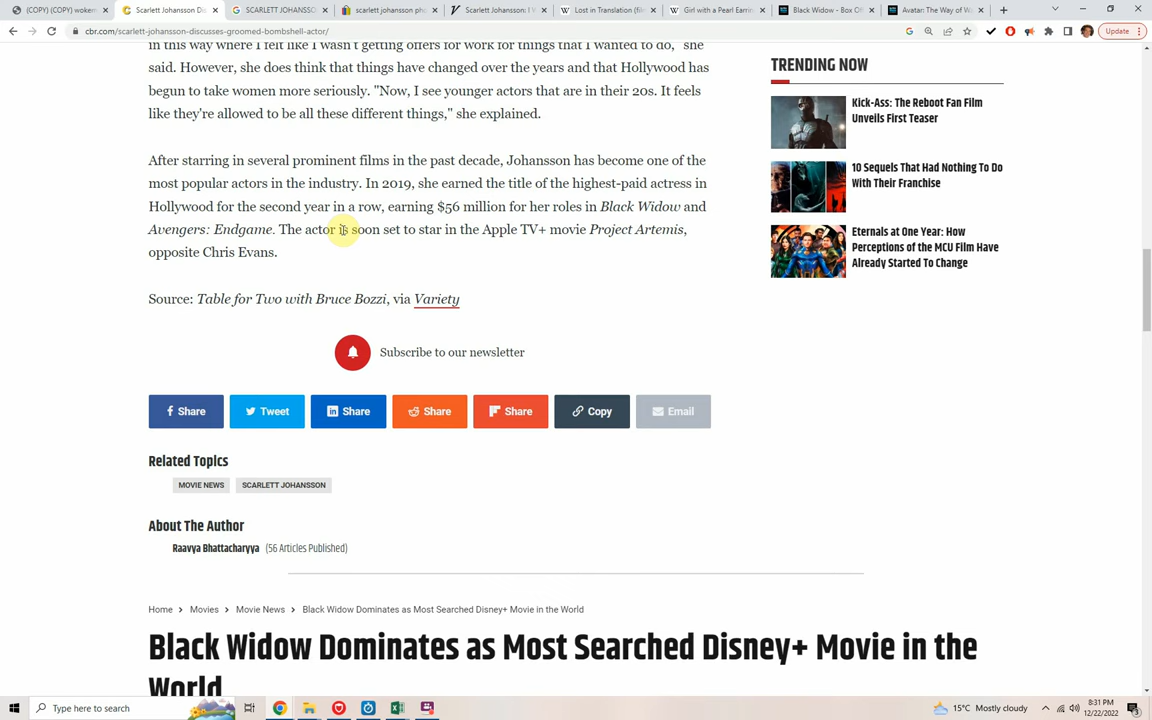 (COPY) (COPY) wokem
Scarlett Johansson Di
SCARLETT JOHANSSO
scarlett johansson ph
Scarlett Johansson: I W
Lost in Translation (fil
Girl with a Pearl Earrin
Black Widow - Box Of
Avatar: The Way of W
cbr.com/scarlett-johansson-discusses-groomed-bombshell-actor/
Update
in this way where I felt like I wasn't getting offers for work for things that I wanted to do," she
said. However, she does think that things have changed over the years and that Hollywood has
begun to take women more seriously. "Now, I see younger actors that are in their 20s. It feels
like they're allowed to be all these different things," she explained.
After starring in several prominent films in the past decade, Johansson has become one of the
most popular actors in the industry. In 2019, she earned the title of the highest-paid actress in
Hollywood for the second year in a row, earning $56 million for her roles in Black Widow and
Avengers: Endgame. The actor is soon set to star in the Apple TV+ movie Project Artemis,
opposite Chris Evans.
Source: Table for Two with Bruce Bozzi, via Variety
Subscribe to our newsletter
Share
Tweet
Share
Share
Share
Copy
Email
Related Topics
MOVIE NEWS
SCARLETT JOHANSSON
About The Author
Raavya Bhattacharyya (56 Articles Published)
Home > Movies > Movie News > Black Widow Dominates as Most Searched Disney+ Movie in the World
Black Widow Dominates as Most Searched Disney+ Movie in the
World
TRENDING NOW
Kick-Ass: The Reboot Fan Film
Unveils First Teaser
10 Sequels That Had Nothing To Do
With Their Franchise
Eternals at One Year: How
Perceptions of the MCU Film Have
Already Started To Change
Type here to search
15°C Mostly cloudy
8:31 PM
12/22/2022
3